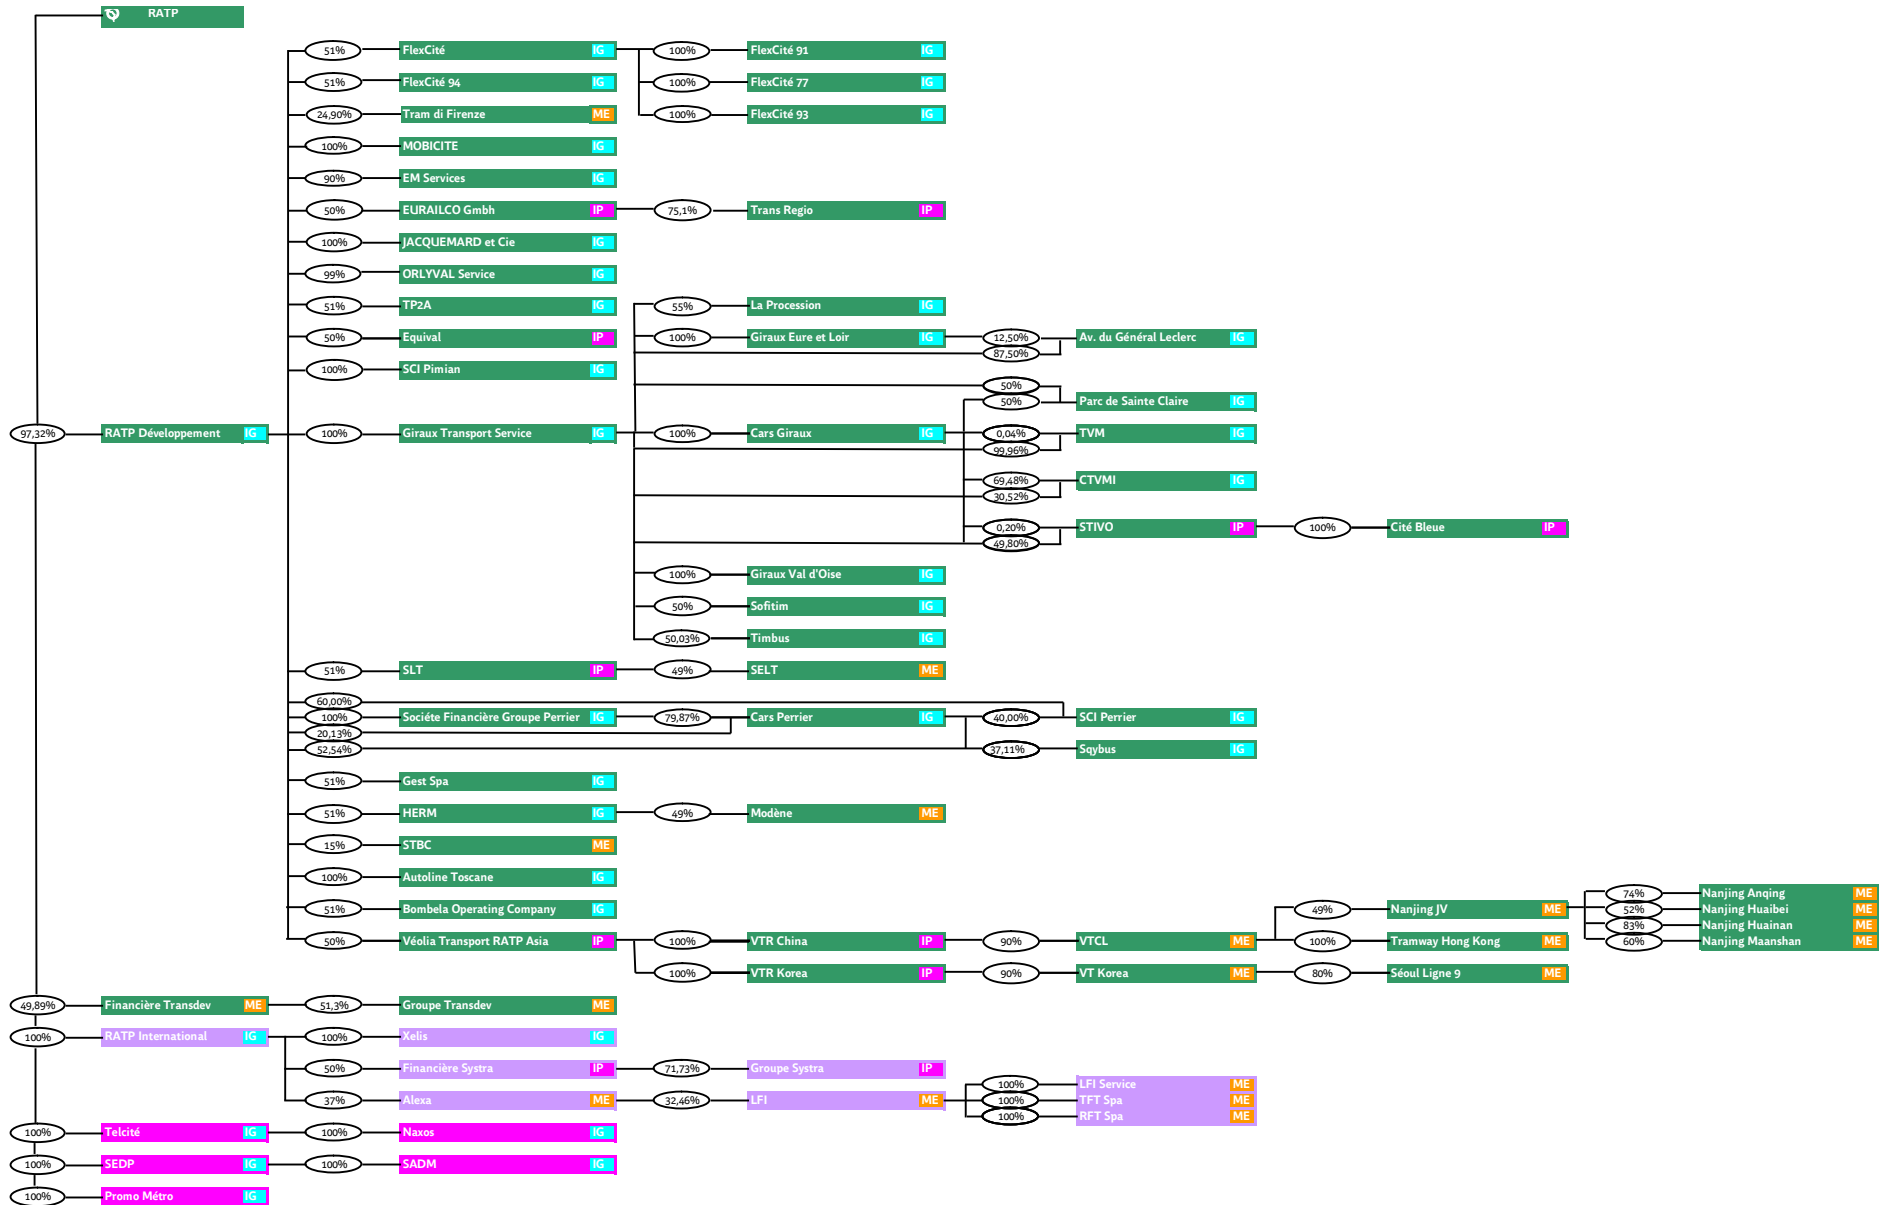 RATP
51% FlexCité IG 100% FlexCité 91 IG
51% FlexCité 94 IG 100% FlexCité 77 IG
24,90% Tram di Firenze ME 100% FlexCité 93 IG
100% MOBICITE IG
90% EM Services IG
50% EURAILCO Gmbh IP 75,1% Trans Regio IP
100% JACQUEMARD et Cie IG
99% ORLYVAL Service IG
51% TP2A IG 55% La Procession IG
50% Equival IP 100% Giraux Eure et Loir IG 12,50% Av. du Général Leclerc IG
87,50%
100% SCI Pimian IG
50%
50% Parc de Sainte Claire IG
97,32% RATP Développement IG 100% Giraux Transport Service IG 100% Cars Giraux IG 0,04% TVM IG
99,96%
69,48% CTVMI IG
30,52%
0,20% STIVO IP 100% Cité Bleue IP
49,80%
100% Giraux Val d'Oise IG
50% Sofitim IG
50,03% Timbus IG
51% SLT IP 49% SELT ME
60,00%
100% Sociéte Financière Groupe Perrier IG 79,87% Cars Perrier IG 40,00% SCI Perrier IG
20,13%
52,54% 37,11% Sqybus IG
51% Gest Spa IG
51% HERM IG 49% Modène ME
15% STBC ME
100% Autoline Toscane IG
74% Nanjing Anqing ME
51% Bombela Operating Company IG 49% Nanjing JV ME 52% Nanjing Huaibei ME
83% Nanjing Huainan ME
50% Véolia Transport RATP Asia IP 100% VTR China IP 90% VTCL ME 100% Tramway Hong Kong ME 60% Nanjing Maanshan ME
100% VTR Korea IP 90% VT Korea ME 80% Séoul Ligne 9 ME
49,89% Financière Transdev ME 51,3% Groupe Transdev ME
100% RATP International IG 100% Xelis IG
50% Financière Systra IP 71,73% Groupe Systra IP
100% LFI Service ME
37% Alexa ME 32,46% LFI ME 100% TFT Spa ME
100% RFT Spa ME
100% Telcité IG 100% Naxos IG
100% SEDP IG 100% SADM IG
100% Promo Métro IG